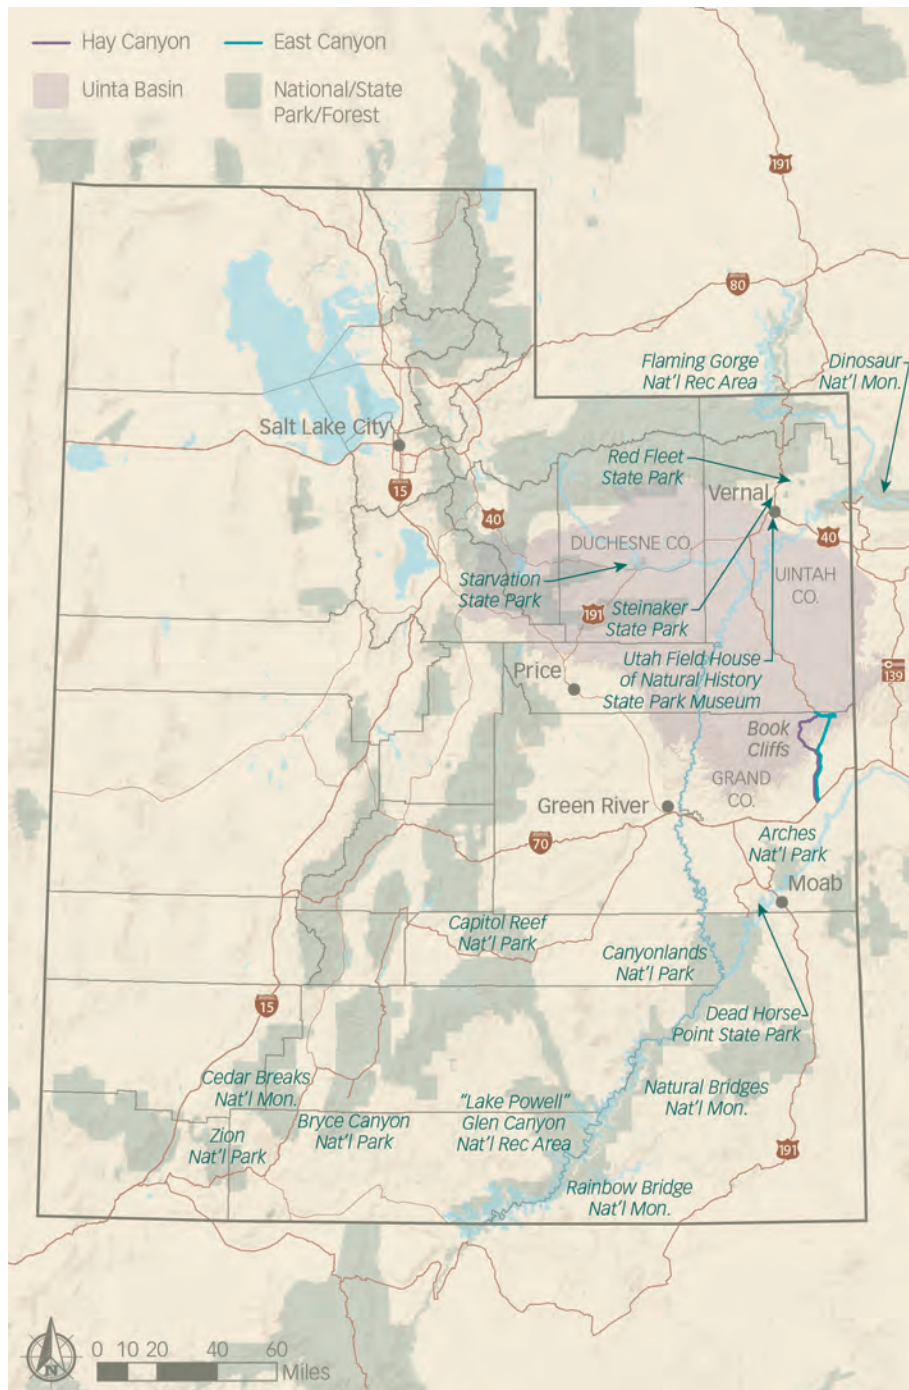 Hay Canyon
East Canyon
Uinta Basin
National/State
Park/Forest
191
80
Flaming Gorge
Nat'l Rec Area
Dinosaur
Nat'l Mon.
Salt Lake City
15
Red Fleet
State Park
Vernal
40
40
DUCHESNE CO.
UINTAH
CO.
Starvation
State Park
191
Steinaker
State Park
Utah Field House
of Natural History
State Park Museum
139
Price
Book
Cliffs
GRAND
CO.
Green River
70
Arches
Nat'l Park
Moab
Capitol Reef
Nat'l Park
Canyonlands
Nat'l Park
15
Dead Horse
Point State Park
Cedar Breaks
Nat'l Mon.
Natural Bridges
Nat'l Mon.
"Lake Powell"
Glen Canyon
Nat'l Rec Area
Bryce Canyon
Nat'l Park
Zion
Nat'l Park
191
Rainbow Bridge
Nat'l Mon.
N
0 10 20 40 60
Miles